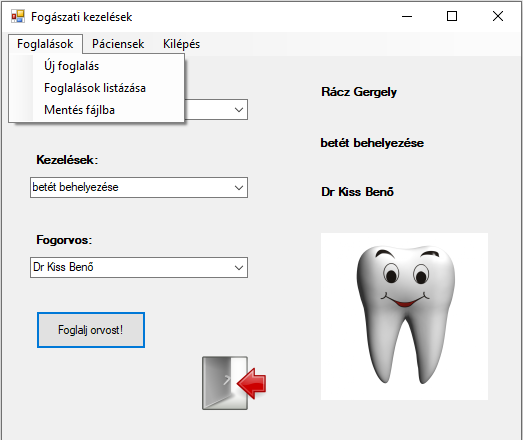 Fogászati kezelések
Foglalások Páciensek Kilépés
Új foglalás
Foglalások listázása
Mentés fájlba
Rácz Gergely
Kezelések:
betét behelyezése
betét behelyezése
Dr Kiss Benő
Fogorvos:
Dr Kiss Benő
Foglalj orvost!